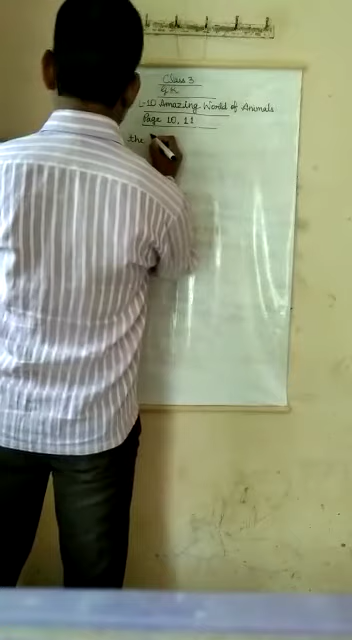 Class 3
G.K
L-10 Amazing World of Animals
Page 10, 11
the